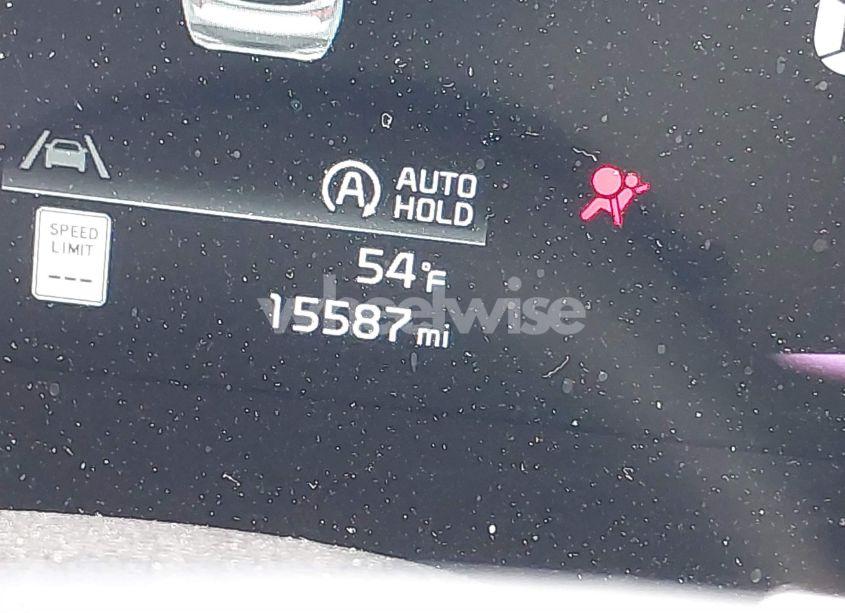 A AUTO
HOLD
SPEED
LIMIT
---
54°F
15587 mi
wheelwise